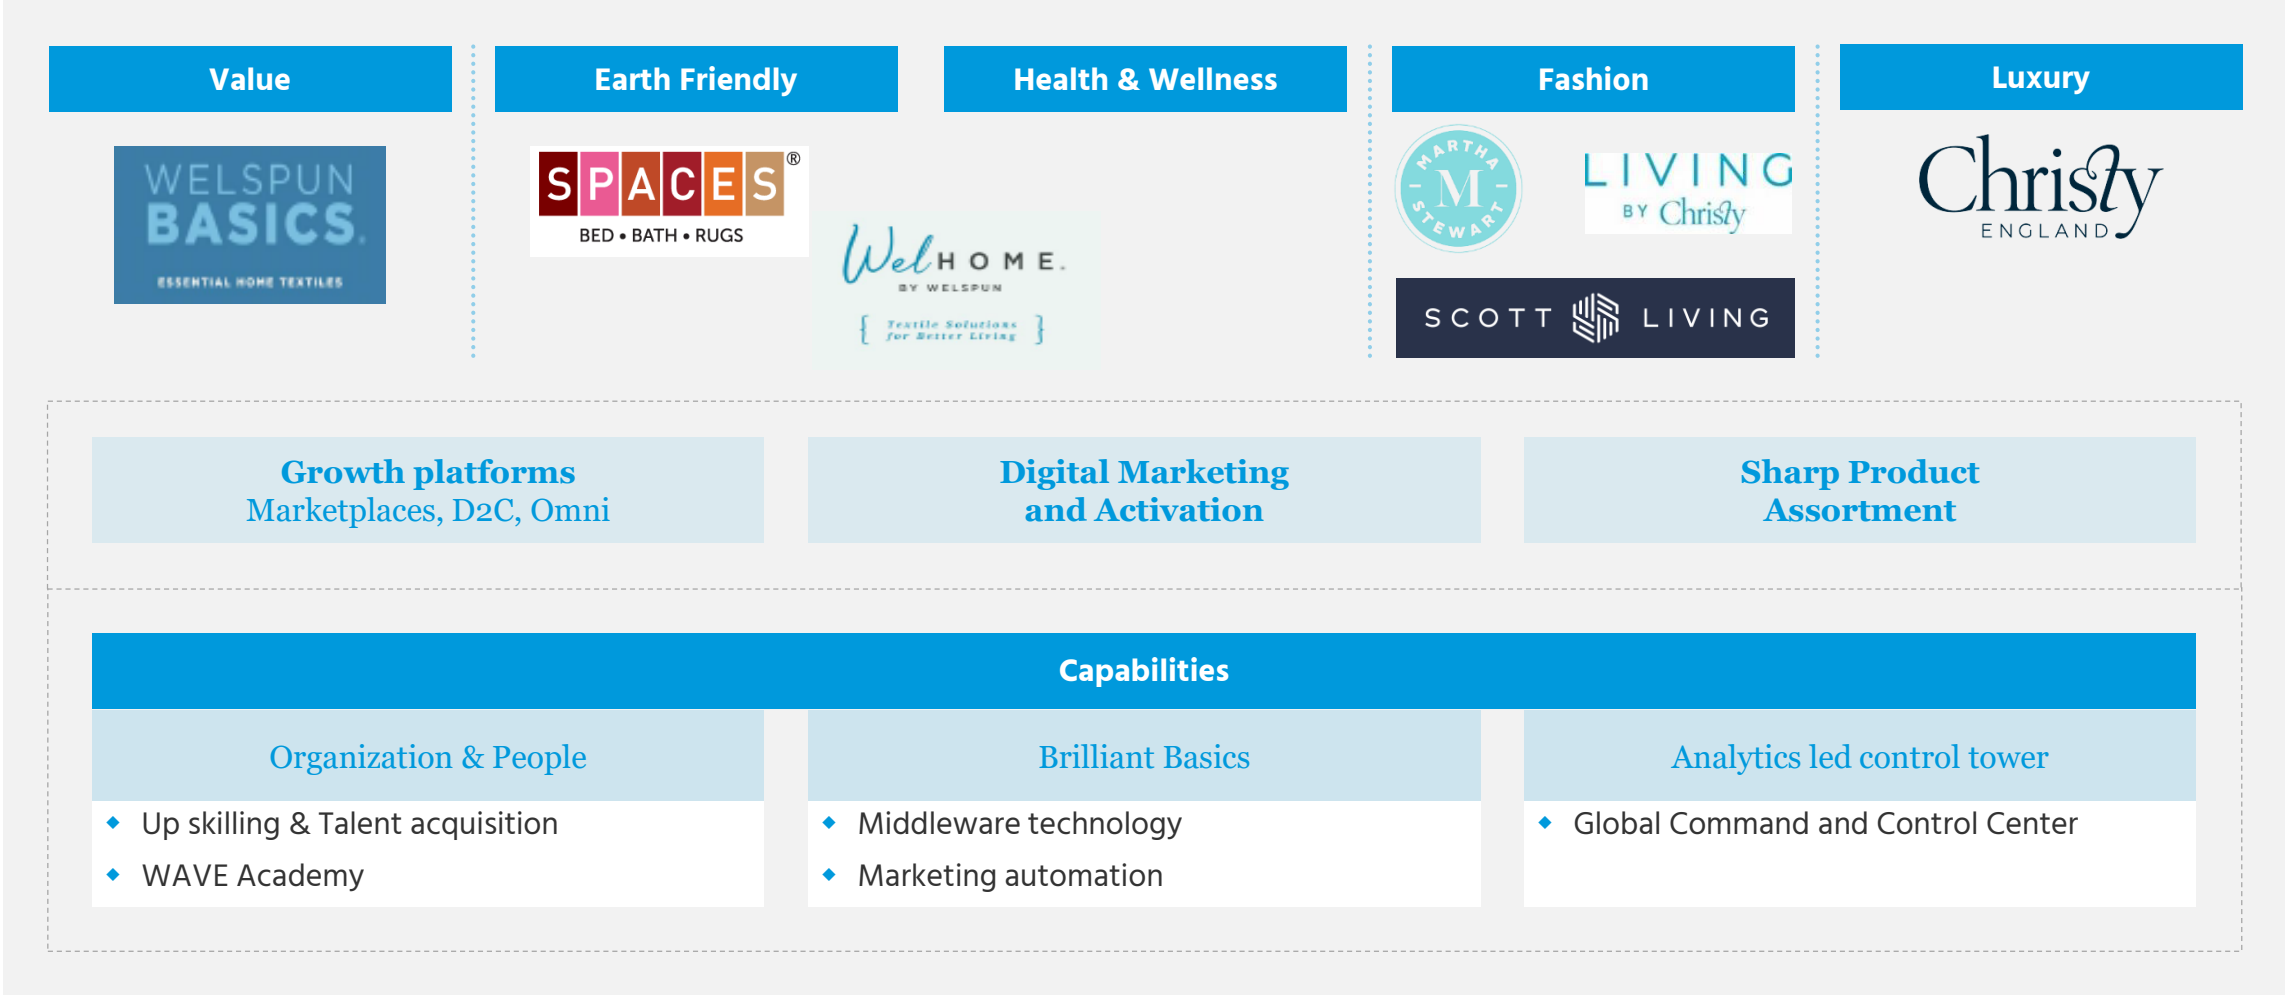 Value
Earth Friendly
Health & Wellness
Fashion
Luxury
WELSPUN
BASICS.
ESSENTIAL HOME TEXTILES
SPACES®
BED • BATH • RUGS
WelHOME.
BY WELSPUN
{ Textile Solutions
for Better Living }
MARTHA
M
STEWART
LIVING
BY Christy
SCOTT LIVING
Christy
ENGLAND
Growth platforms
Marketplaces, D2C, Omni
Digital Marketing
and Activation
Sharp Product
Assortment
Capabilities
Organization & People
Up skilling & Talent acquisition
WAVE Academy
Brilliant Basics
Middleware technology
Marketing automation
Analytics led control tower
Global Command and Control Center